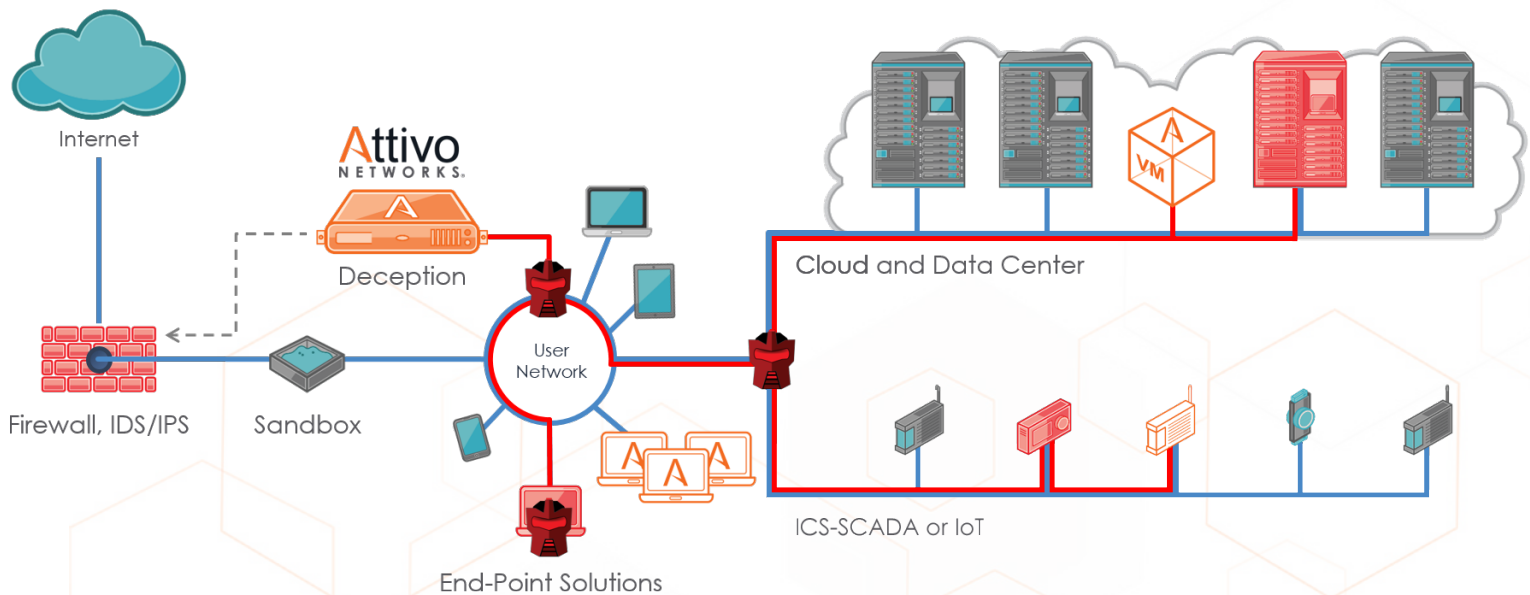 Internet
Attivo
NETWORKS.
Deception
Firewall, IDS/IPS
Sandbox
User
Network
End-Point Solutions
A
VM
Cloud and Data Center
ICS-SCADA or IoT
A
A
A
A